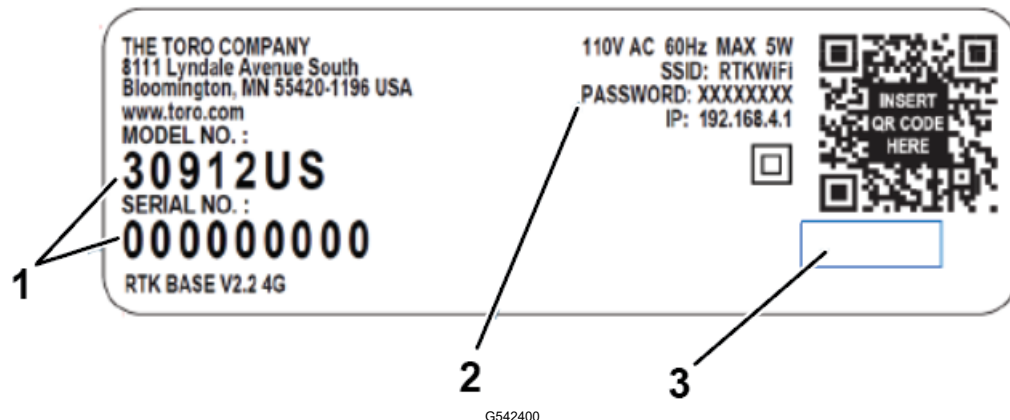 THE TORO COMPANY
8111 Lyndale Avenue South
Bloomington, MN 55420-1196 USA
www.toro.com
MODEL NO. :
30912US
SERIAL NO. :
000000000
RTK BASE V2.2 4G
110V AC 60Hz MAX 5W
SSID: RTKWiFi
PASSWORD: XXXXXXXX
IP: 192.168.4.1
INSERT
QR CODE
HERE
1
2
3
G542400